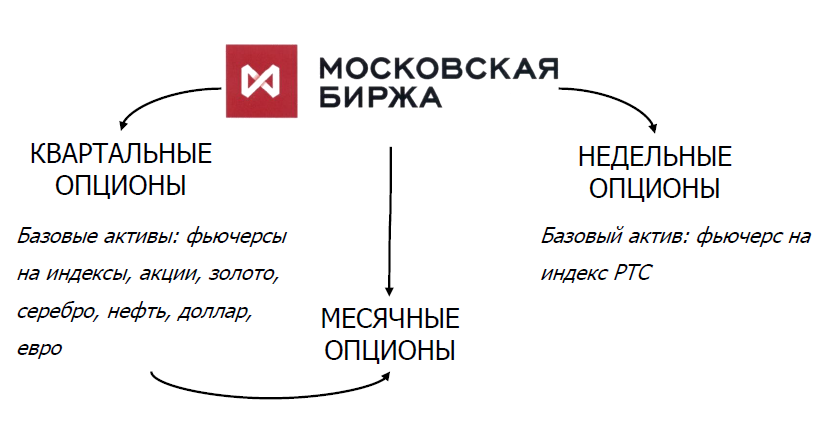 МОСКОВСКАЯ
БИРЖА
КВАРТАЛЬНЫЕ
ОПЦИОНЫ
Базовые активы: фьючерсы
на индексы, акции, золото,
серебро, нефть, доллар,
евро
МЕСЯЧНЫЕ
ОПЦИОНЫ
НЕДЕЛЬНЫЕ
ОПЦИОНЫ
Базовый актив: фьючерс на
индекс РТС